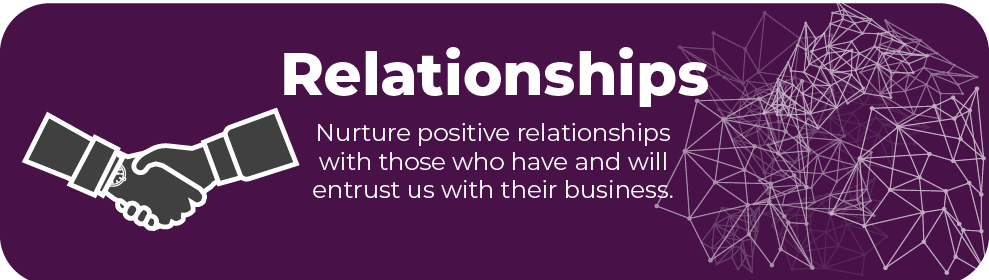 Relationships
Nurture positive relationships
with those who have and will
entrust us with their business.